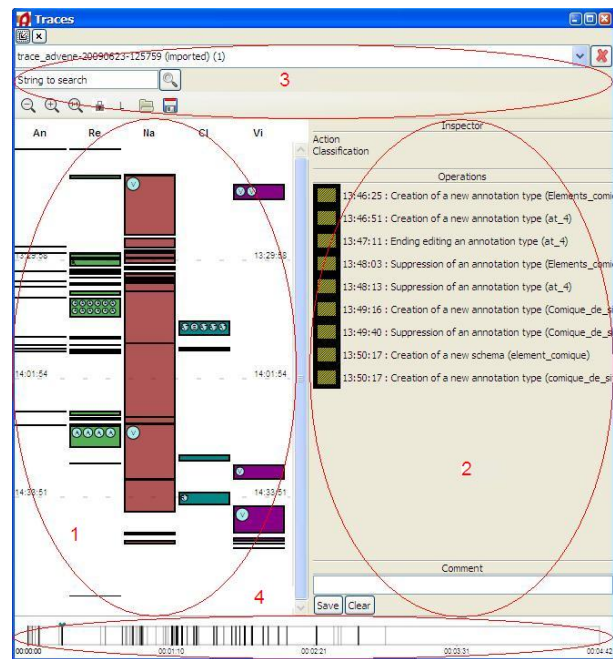 Traces
trace_advene-20090623-125759 (imported) (1)
String to search
3
L
An Re Na Cl Vi
Inspector
Action
Classification
Operations
13:46:25 : Creation of a new annotation type (Elements_comi
13:46:51 : Creation of a new annotation type (at_4)
13:47:11 : Ending editing an annotation type (at_4)
13:48:03 : Suppression of an annotation type (Elements_comi
13:48:13 : Suppression of an annotation type (at_4)
13:49:16 : Creation of a new annotation type (Comique_de_si
13:49:40 : Suppression of an annotation type (Comique_de_s
13:50:17 : Creation of a new schema (element_comique)
13:50:17 : Creation of a new annotation type (comique_de_si
13:29:58 13:29:58
14:01:54 14:01:54
14:33:51 14:33:51
1
2
4
Comment
Save Clear
00:00:00 00:01:10 00:02:21 00:03:31 00:04:42